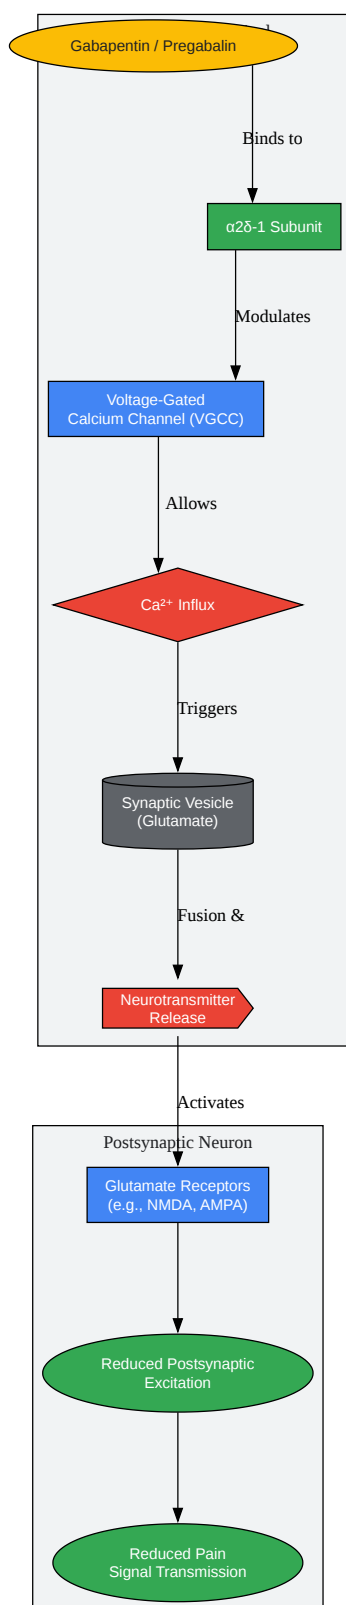 Gabapentin / Pregabalin
Binds to
α2δ-1 Subunit
Modulates
Voltage-Gated
Calcium Channel (VGCC)
Allows
Ca²⁺ Influx
Triggers
Synaptic Vesicle
(Glutamate)
Fusion &
Neurotransmitter
Release
Activates
Postsynaptic Neuron
Glutamate Receptors
(e.g., NMDA, AMPA)
Reduced Postsynaptic
Excitation
Reduced Pain
Signal Transmission